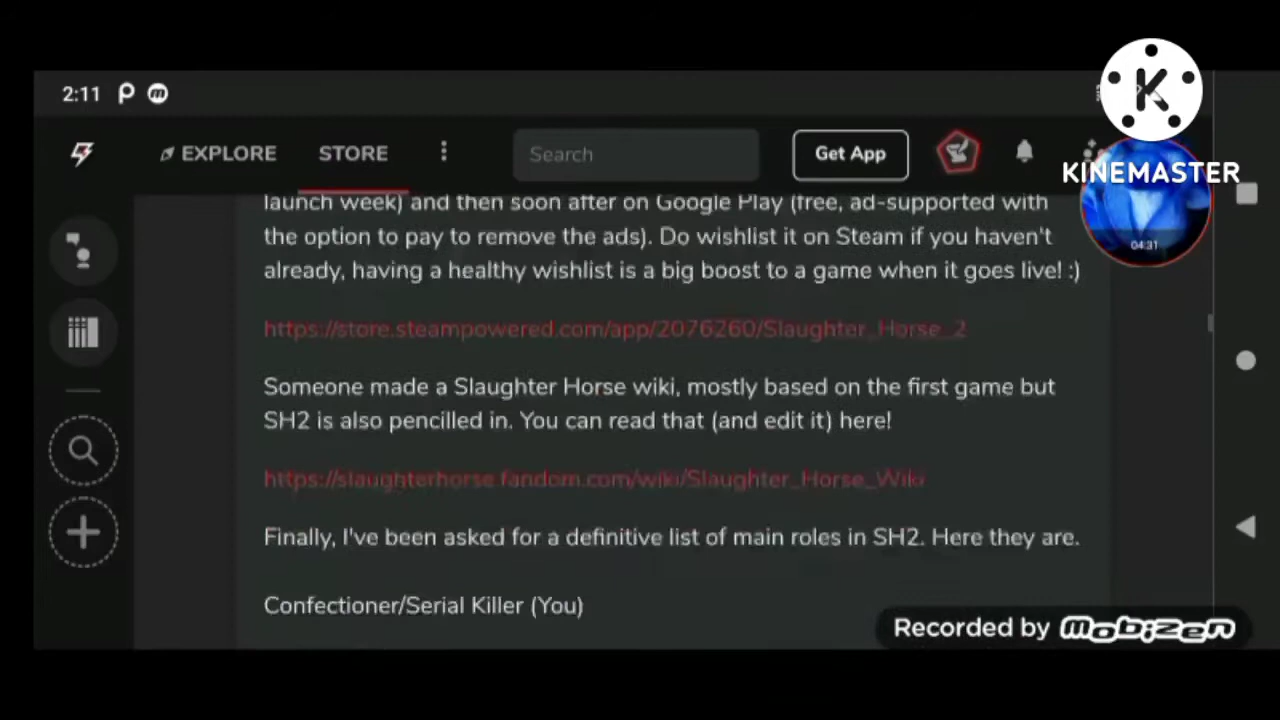 2:11
EXPLORE STORE Search Get App
KINEMASTER
04:31
launch week) and then soon after on Google Play (free, ad-supported with
the option to pay to remove the ads). Do wishlist it on Steam if you haven't
already, having a healthy wishlist is a big boost to a game when it goes live! :)
https://store.steampowered.com/app/2076260/Slaughter_Horse_2
Someone made a Slaughter Horse wiki, mostly based on the first game but
SH2 is also pencilled in. You can read that (and edit it) here!
https://slaughterhorse.fandom.com/wiki/Slaughter_Horse_Wiki
Finally, I've been asked for a definitive list of main roles in SH2. Here they are.
Confectioner/Serial Killer (You)
Recorded by Mobizen